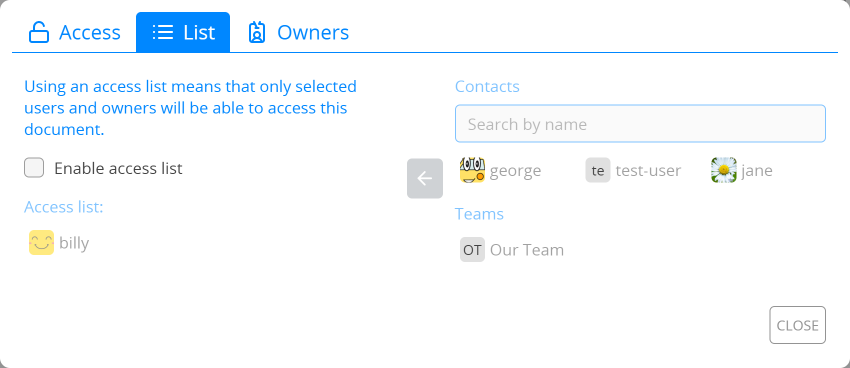 Access List Owners
Using an access list means that only selected
users and owners will be able to access this
document.
Enable access list
Access list:
billy
Contacts
Search by name
george te test-user jane
Teams
OT Our Team
CLOSE